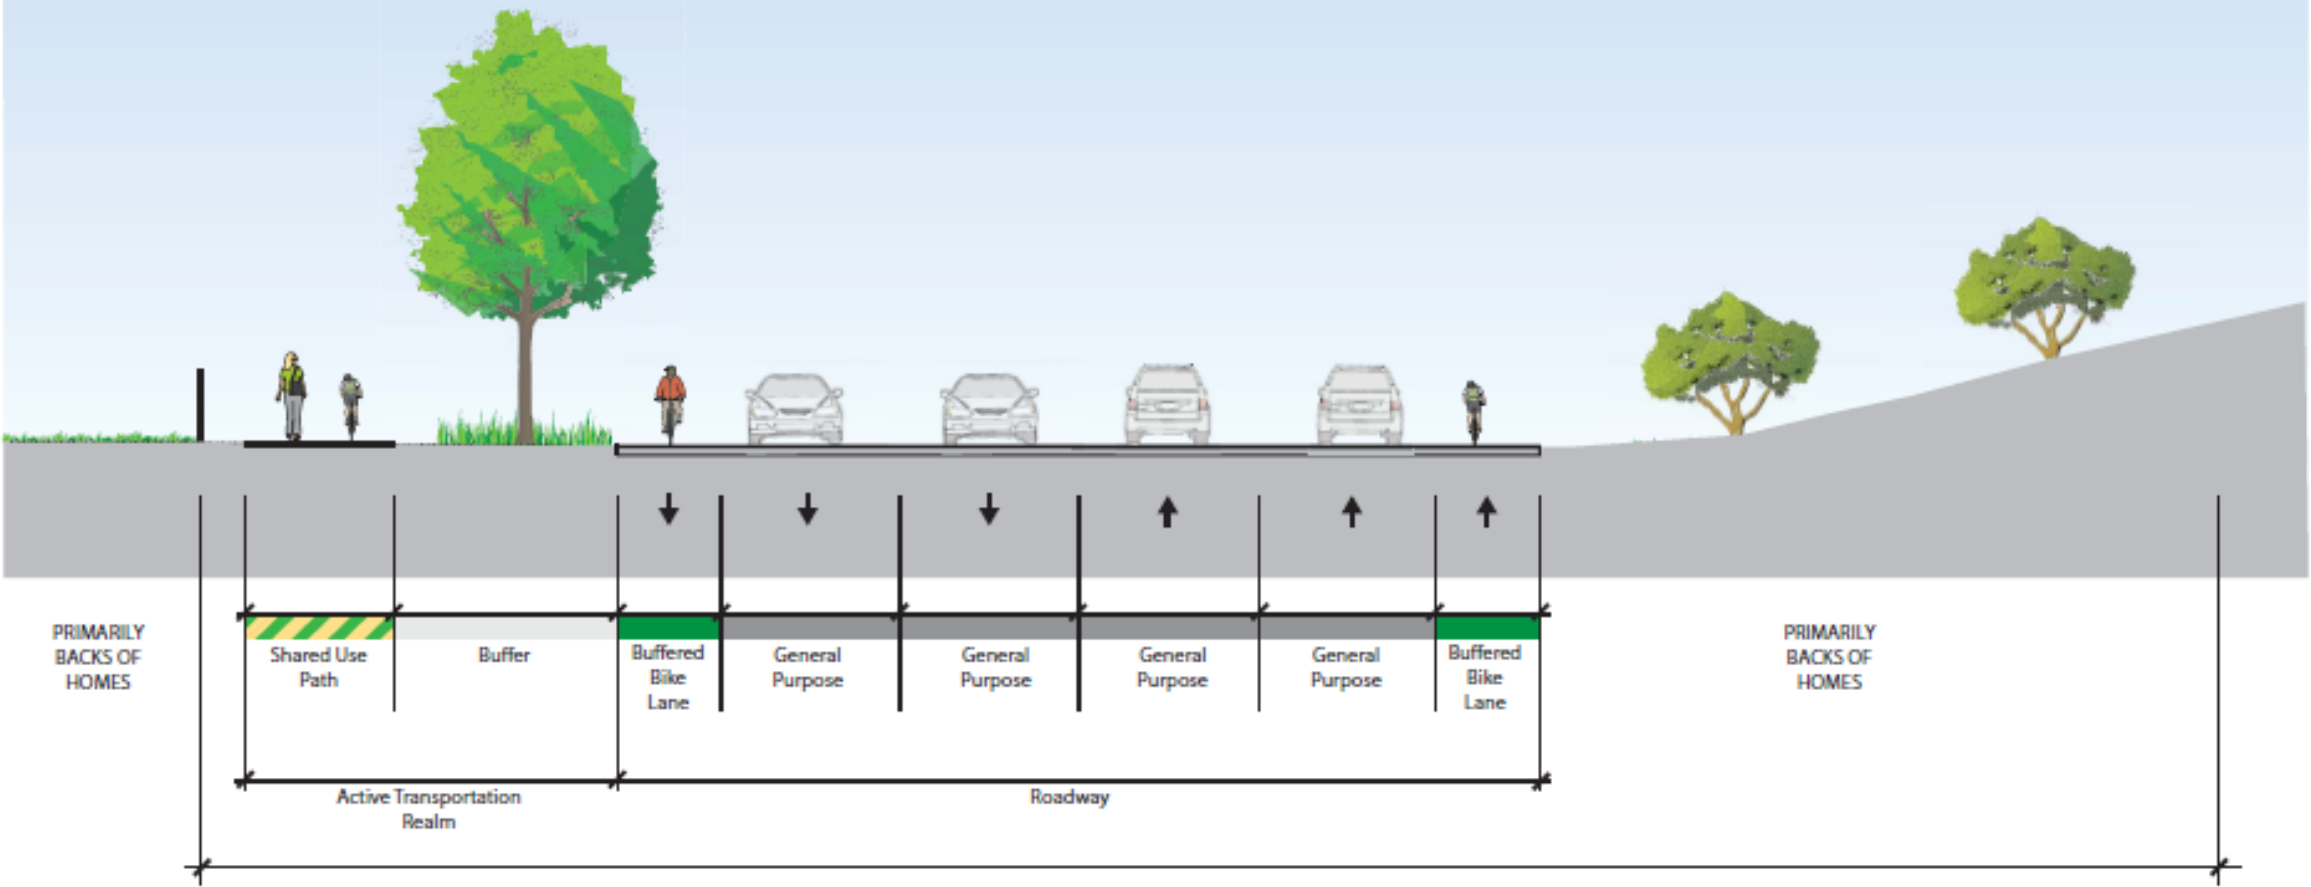 PRIMARILY
BACKS OF
HOMES
Shared Use
Path
Buffer
Buffered
Bike
Lane
General
Purpose
General
Purpose
General
Purpose
General
Purpose
Buffered
Bike
Lane
PRIMARILY
BACKS OF
HOMES
Active Transportation
Realm
Roadway